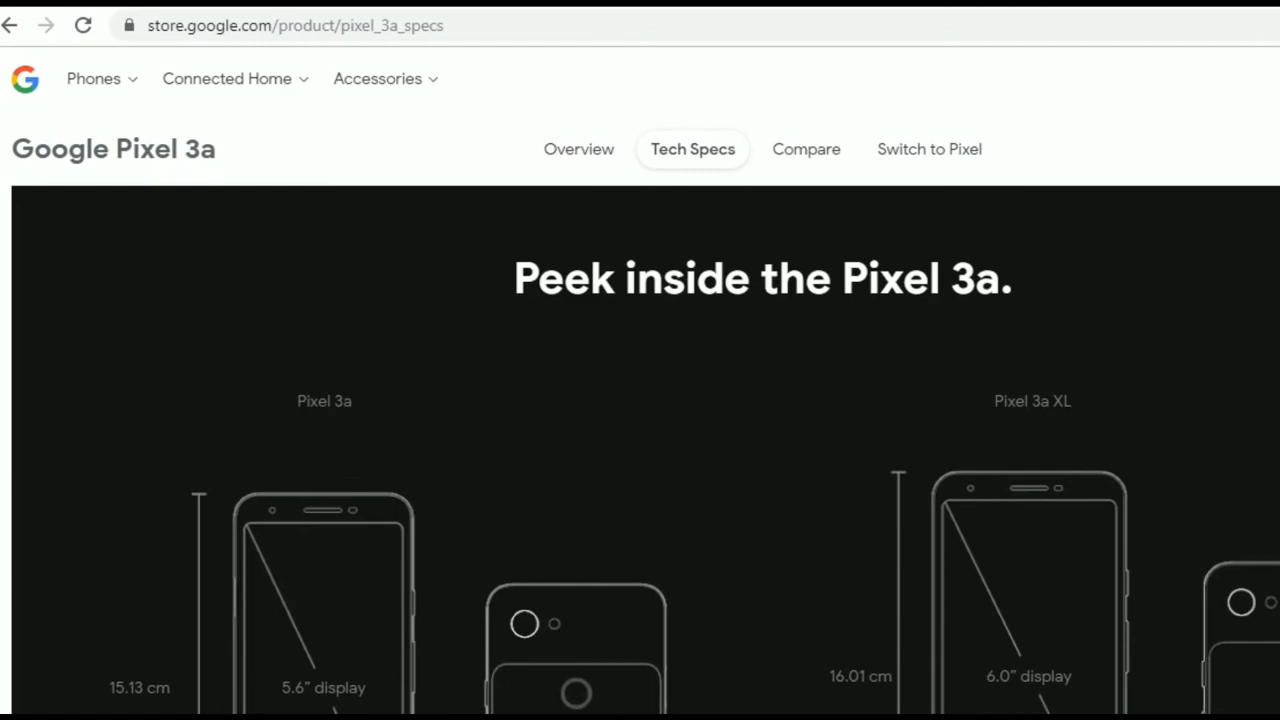 store.google.com/product/pixel_3a_specs
Phones Connected Home Accessories
Google Pixel 3a Overview Tech Specs Compare Switch to Pixel
Peek inside the Pixel 3a.
Pixel 3a Pixel 3a XL
15.13 cm 5.6” display 16.01 cm 6.0” display